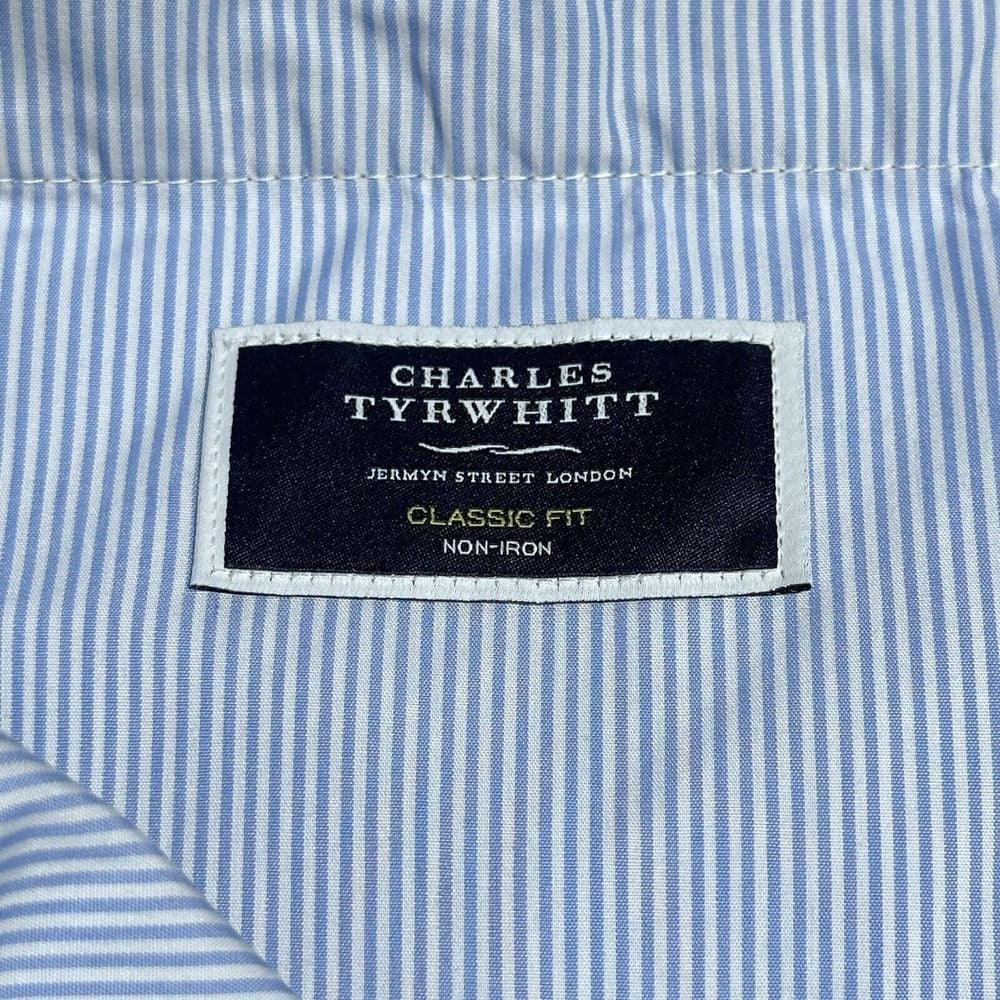 CHARLES
TYRWHITT
JERMYN STREET LONDON
CLASSIC FIT
NON-IRON